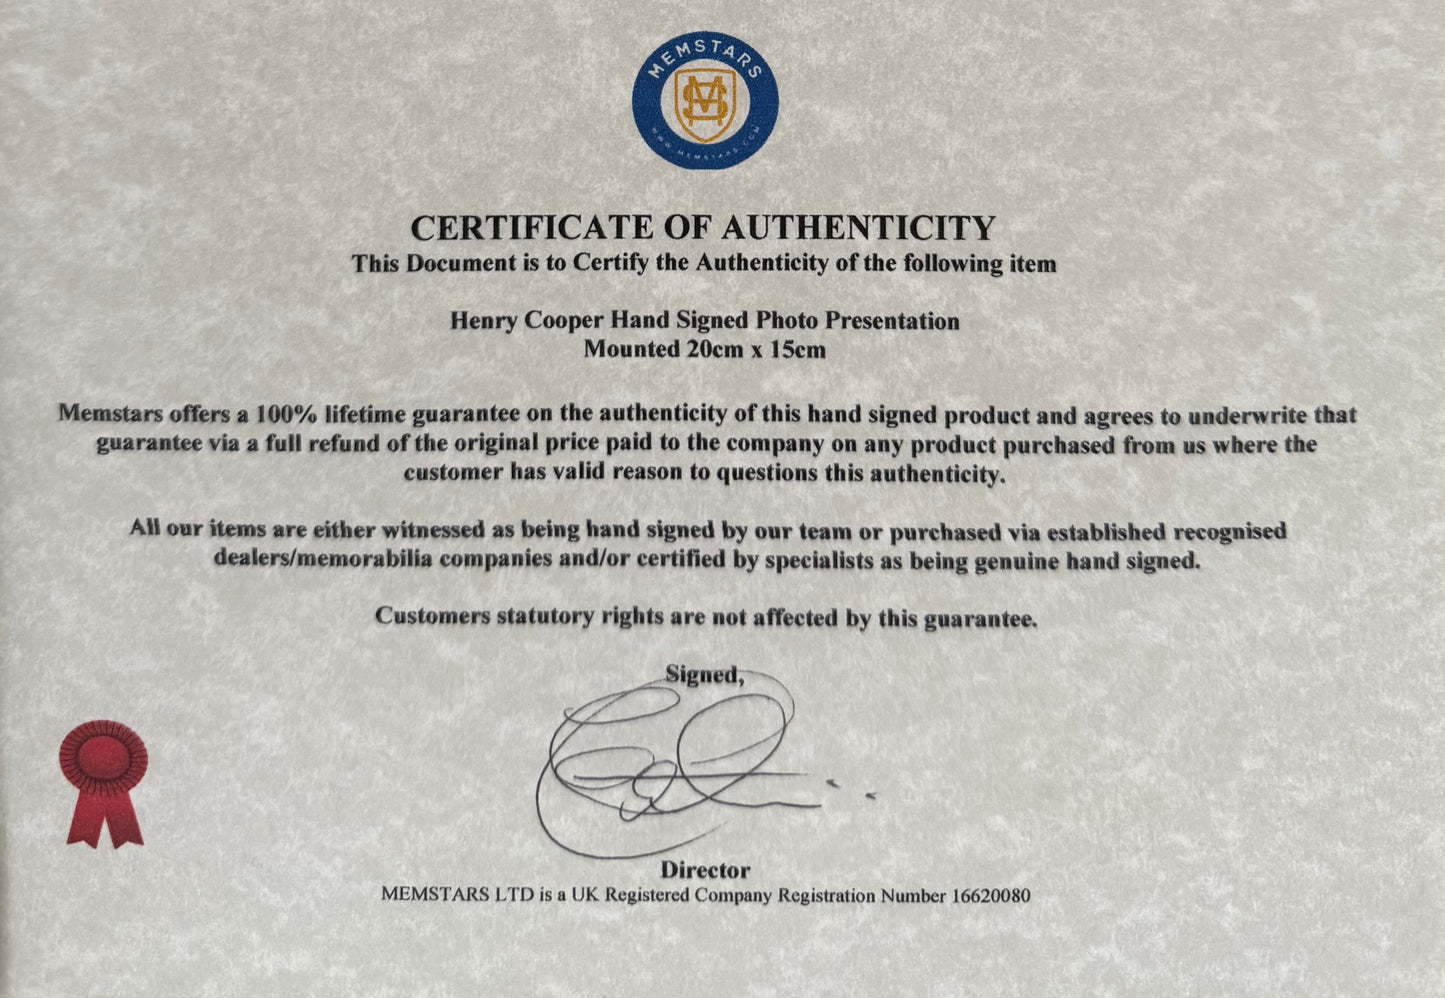 MEMSTARS
WWW.MEMSTARS.COM
CERTIFICATE OF AUTHENTICITY
This Document is to Certify the Authenticity of the following item
Henry Cooper Hand Signed Photo Presentation
Mounted 20cm x 15cm
Memstars offers a 100% lifetime guarantee on the authenticity of this hand signed product and agrees to underwrite that
guarantee via a full refund of the original price paid to the company on any product purchased from us where the
customer has valid reason to questions this authenticity.
All our items are either witnessed as being hand signed by our team or purchased via established recognised
dealers/memorabilia companies and/or certified by specialists as being genuine hand signed.
Customers statutory rights are not affected by this guarantee.
Signed,
Director
MEMSTARS LTD is a UK Registered Company Registration Number 16620080